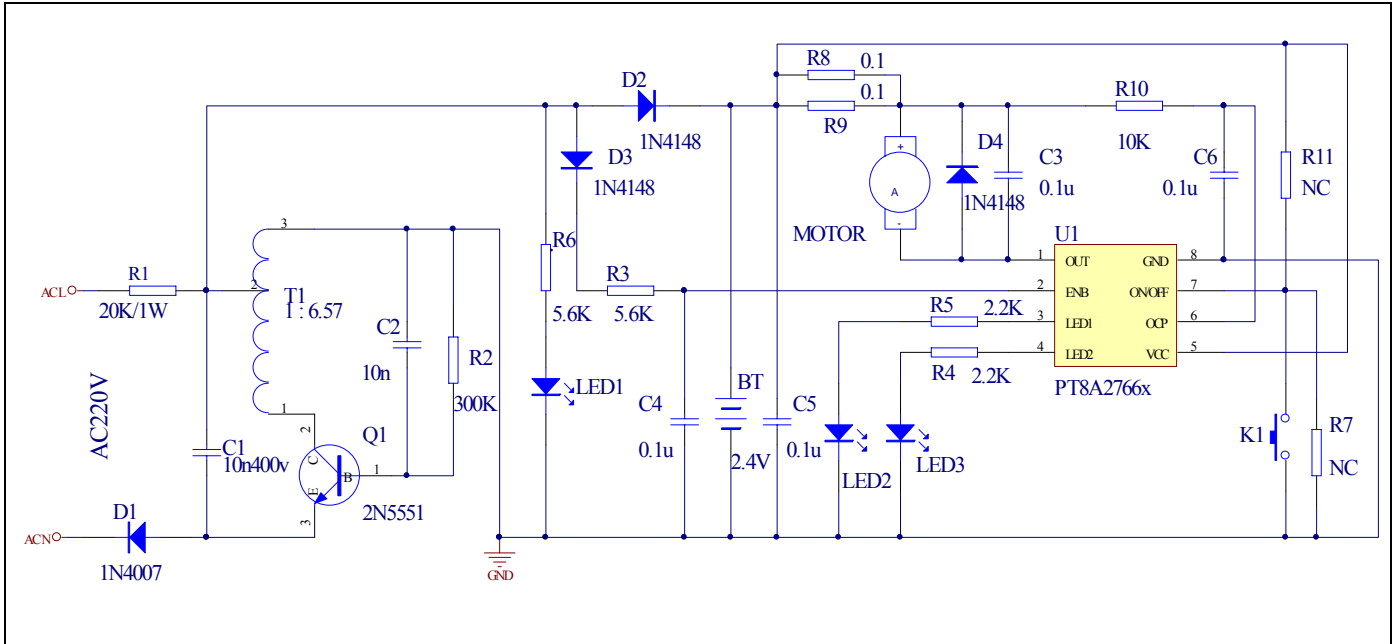 R8
0.1
D2
0.1
R10
1N4148
R9
D3
D4
10K
C3
C6
R11
1N4148
0.1u
0.1u
NC
A
1N4148
3
MOTOR
U1
R6
1
OUT
GND
8
ACL
R1
2
T1
R3
2
ENB
ON/OFF
7
20K/1W
1 : 6.57
5.6K
5.6K
R5
2.2K
3
LED1
OCP
6
C2
R2
4
LED2
VCC
5
10n
R4
2.2K
PT8A2766x
AC220V
LED1
BT
300K
C4
C5
1
2
Q1
K1
R7
C1
C
0.1u
0.1u
10n400v
B
1
2.4V
LED3
NC
E
LED2
D1
3
2N5551
ACN
1N4007
GND